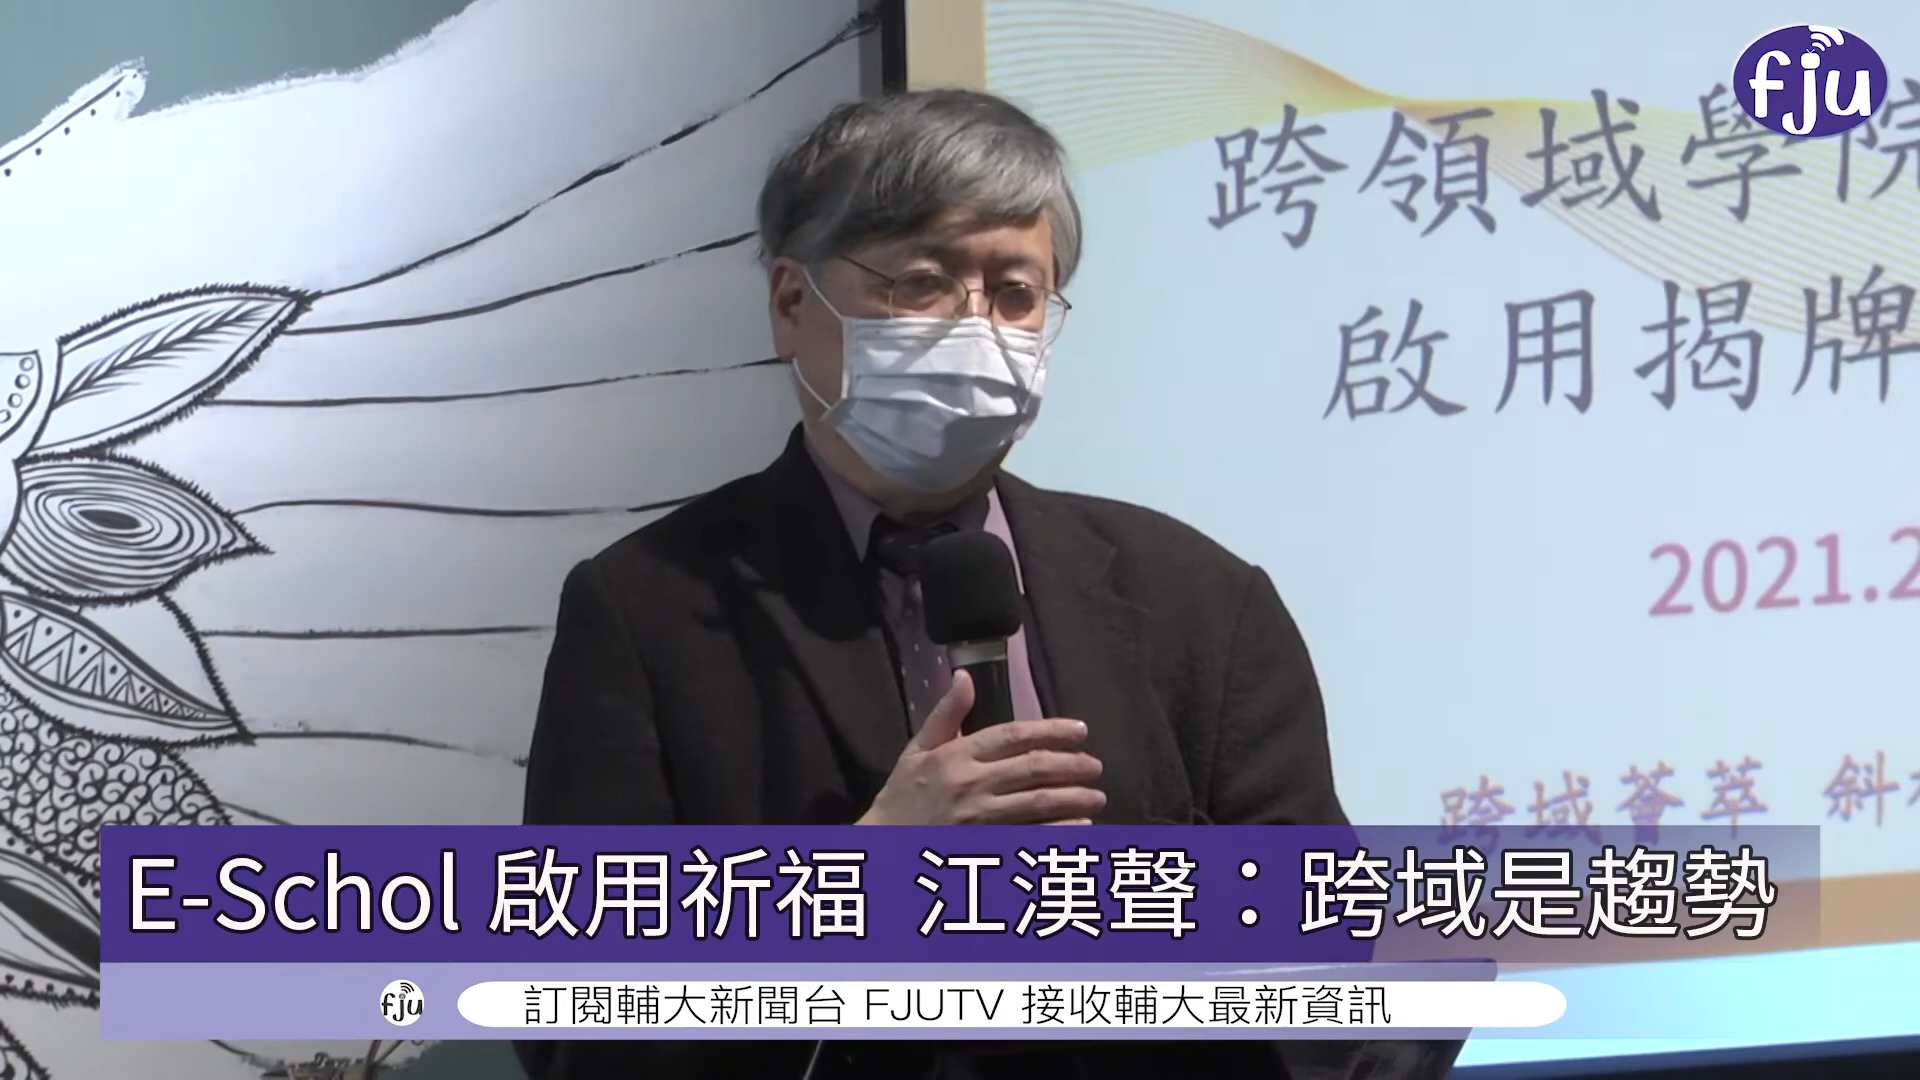 fju
跨領域學院
啟用揭牌
2021.2
跨域薈萃 斜
E-Schol 啟用祈福 江漢聲：跨域是趨勢
fju
訂閱輔大新聞台 FJUTV 接收輔大最新資訊